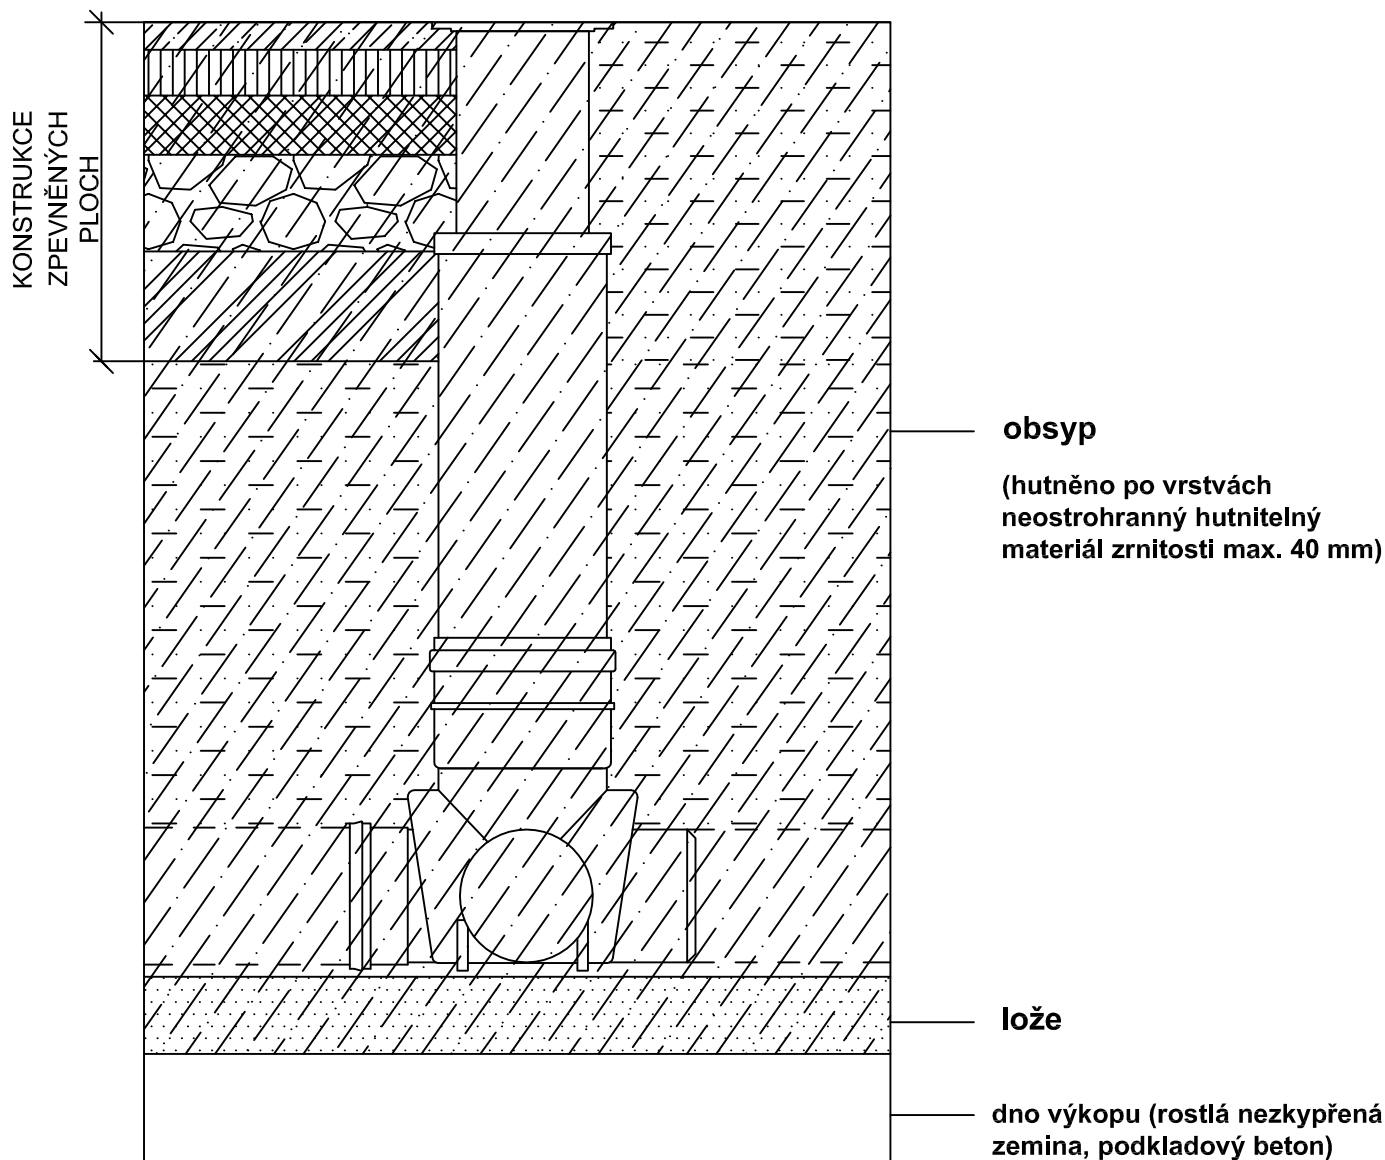 KONSTRUKCE
ZPEVNĚNÝCH
PLOCH
obsyp
(hutněno po vrstvách
neostrohranný hutnitelný
materiál zrnitosti max. 40 mm)
lože
dno výkopu (rostlá nezkypřená
zemina, podkladový beton)